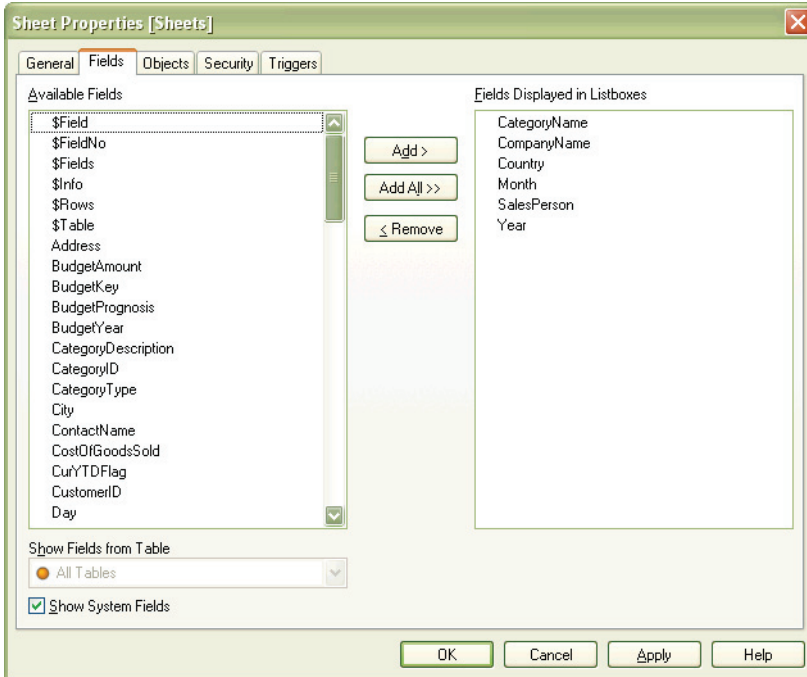 Sheet Properties [Sheets]
General Fields Objects Security Triggers
Available Fields
$Field
$FieldNo
$Fields
$Info
$Rows
$Table
Address
BudgetAmount
BudgetKey
BudgetPrognosis
BudgetYear
CategoryDescription
CategoryID
CategoryType
City
ContactName
CostOfGoodsSold
CurYTDFlag
CustomerID
Day
Add >
Add All >>
< Remove
Fields Displayed in Listboxes
CategoryName
CompanyName
Country
Month
SalesPerson
Year
Show Fields from Table
All Tables
Show System Fields
OK Cancel Apply Help